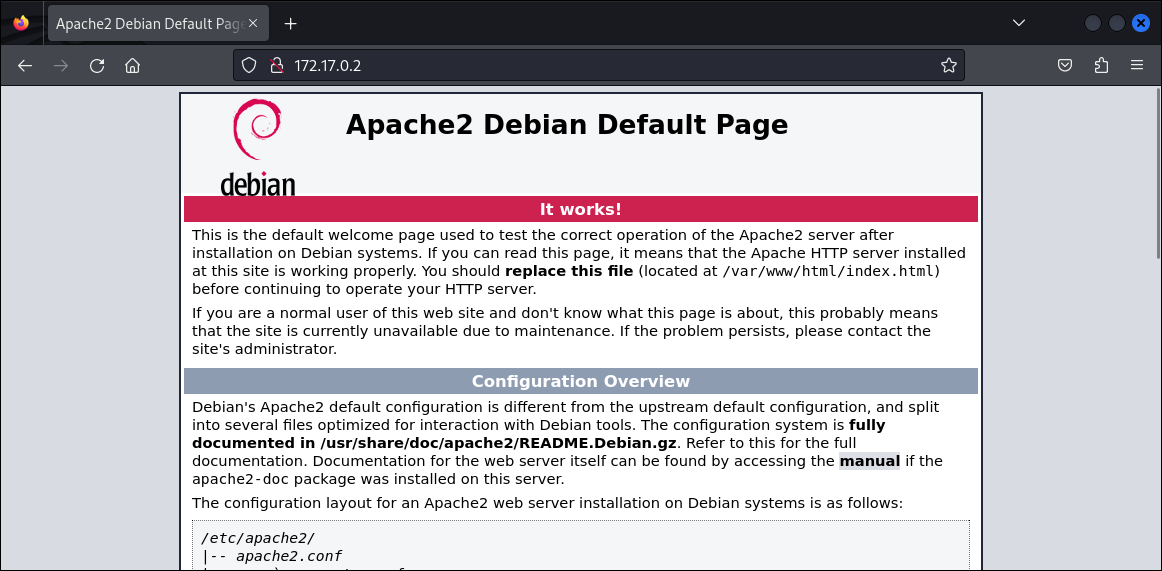 Apache2 Debian Default Page
172.17.0.2
debian
Apache2 Debian Default Page
It works!
This is the default welcome page used to test the correct operation of the Apache2 server after
installation on Debian systems. If you can read this page, it means that the Apache HTTP server installed
at this site is working properly. You should replace this file (located at /var/www/html/index.html)
before continuing to operate your HTTP server.
If you are a normal user of this web site and don't know what this page is about, this probably means
that the site is currently unavailable due to maintenance. If the problem persists, please contact the
site's administrator.
Configuration Overview
Debian's Apache2 default configuration is different from the upstream default configuration, and split
into several files optimized for interaction with Debian tools. The configuration system is fully
documented in /usr/share/doc/apache2/README.Debian.gz. Refer to this for the full
documentation. Documentation for the web server itself can be found by accessing the manual if the
apache2-doc package was installed on this server.
The configuration layout for an Apache2 web server installation on Debian systems is as follows:
/etc/apache2/
|-- apache2.conf